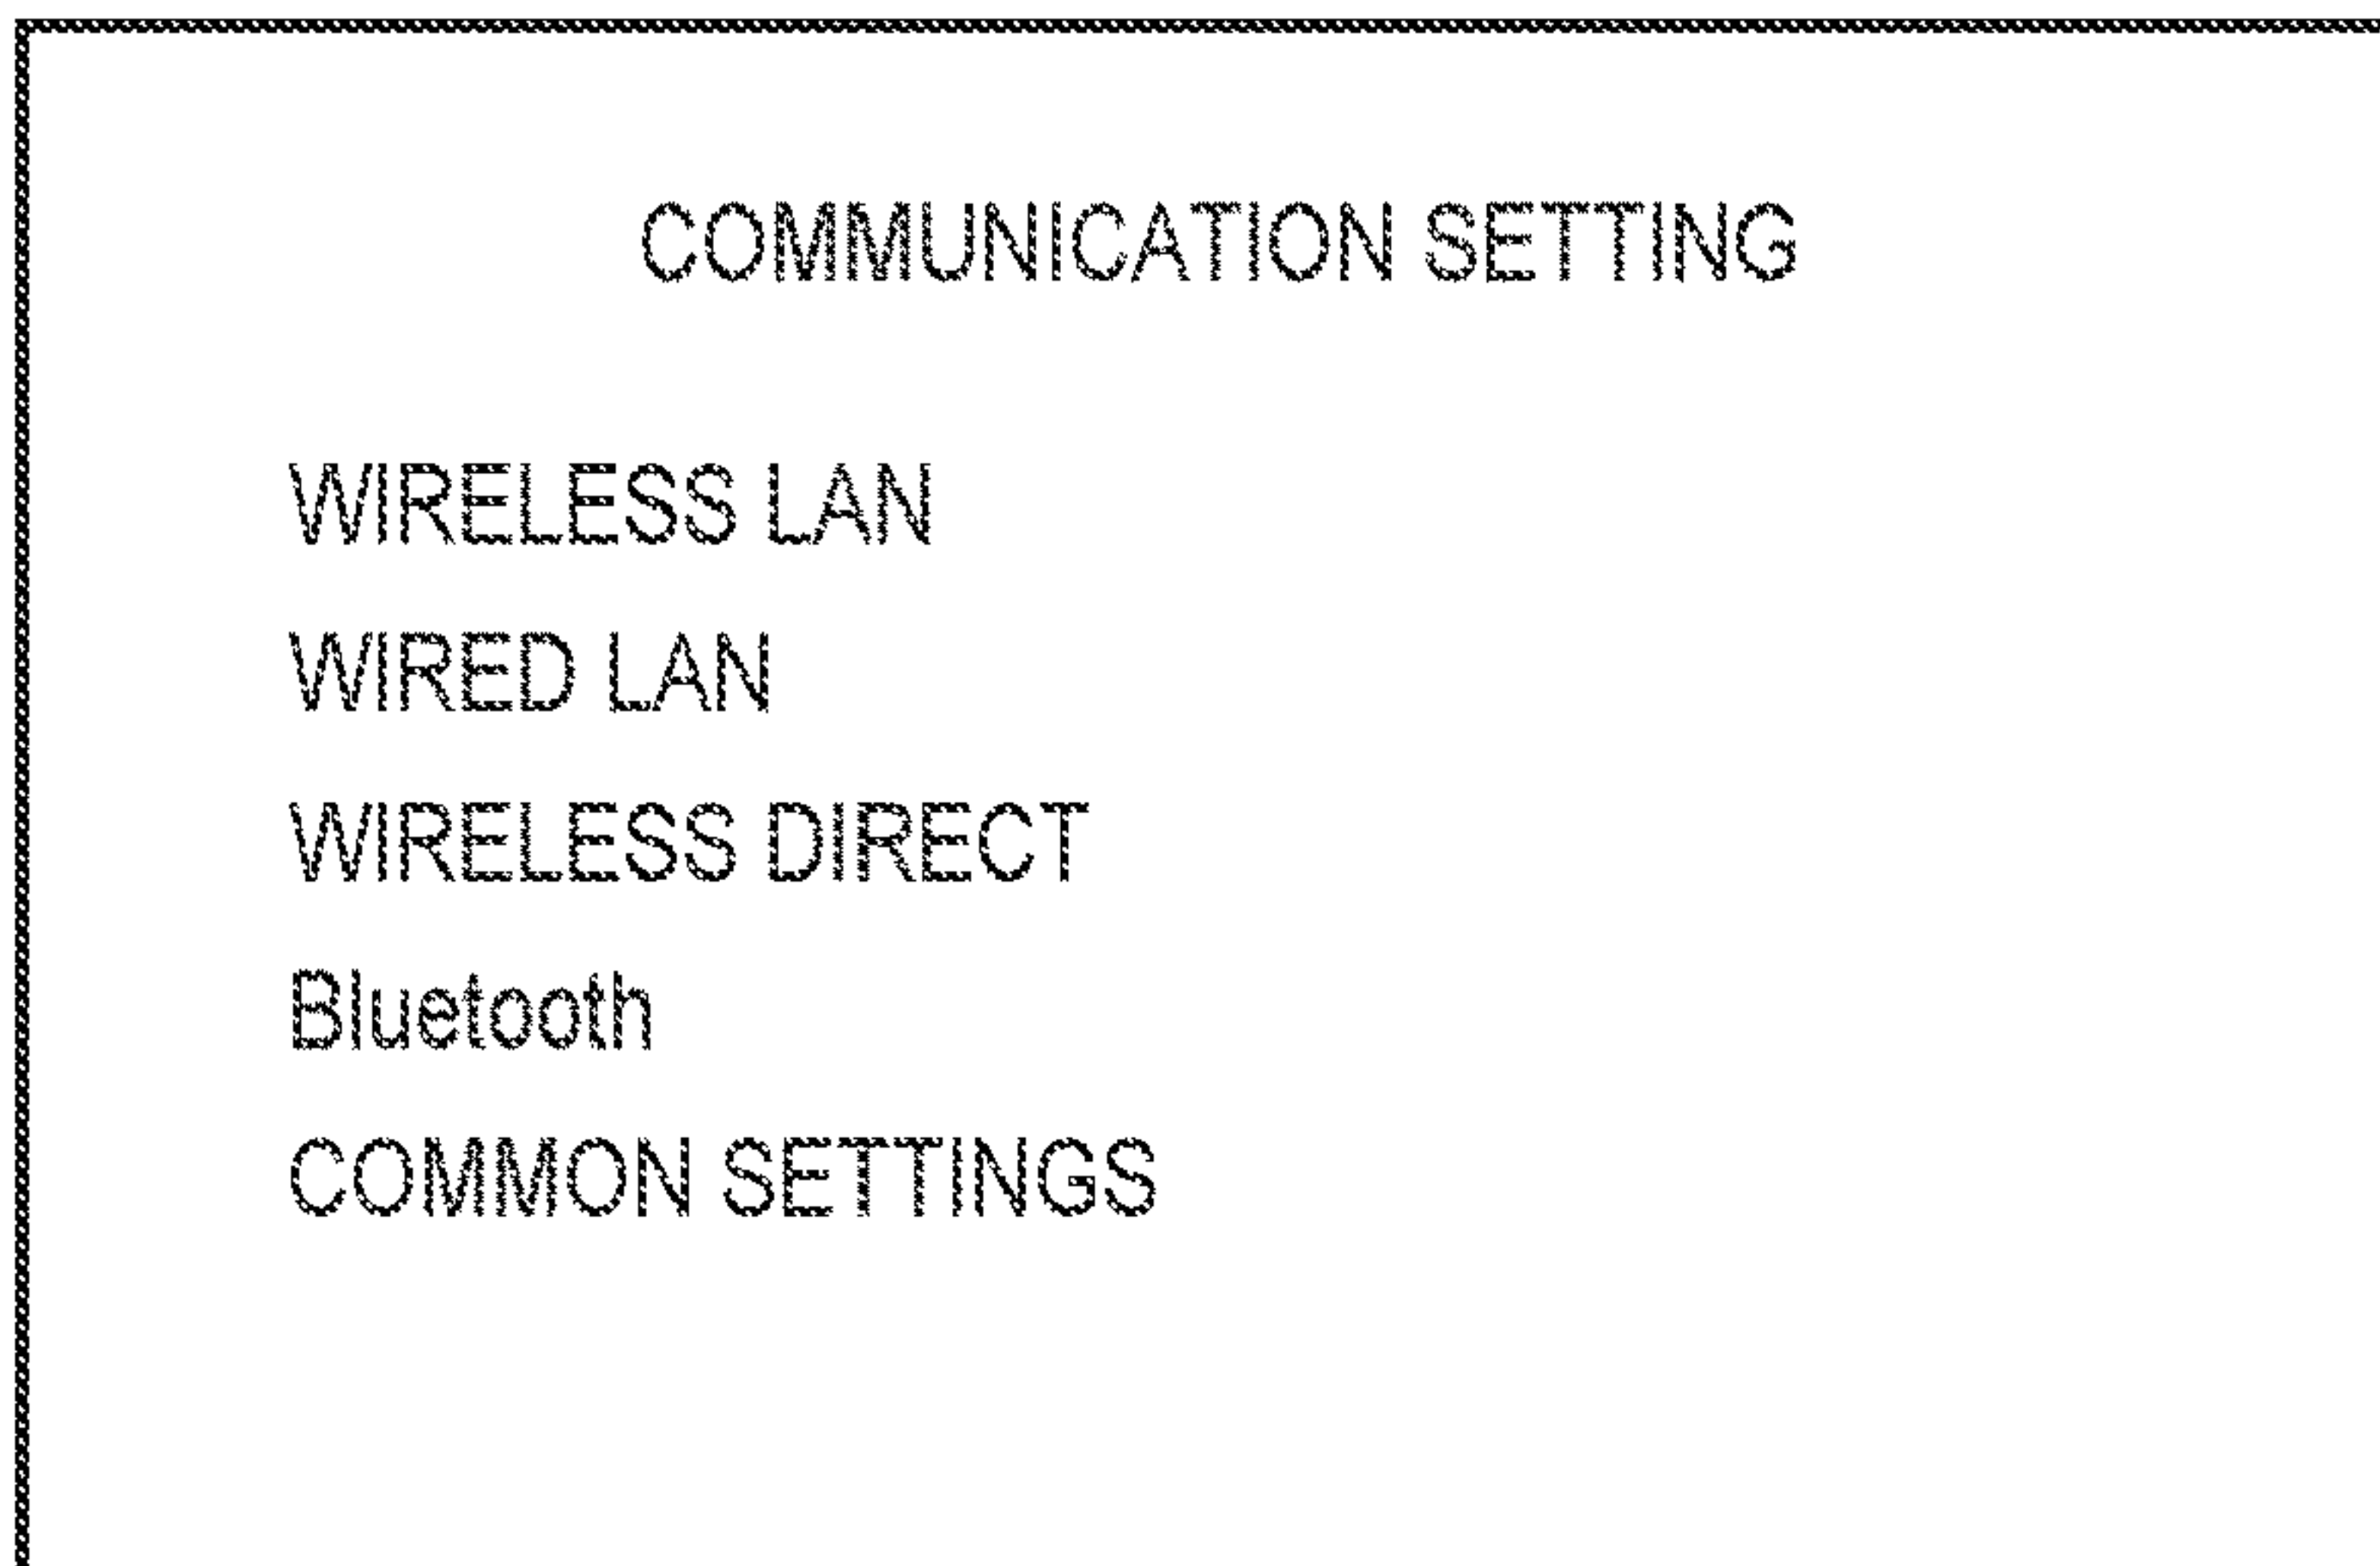 COMMUNICATION SETTING
WIRELESS LAN
WIRED LAN
WIRELESS DIRECT
Bluetooth
COMMON SETTINGS